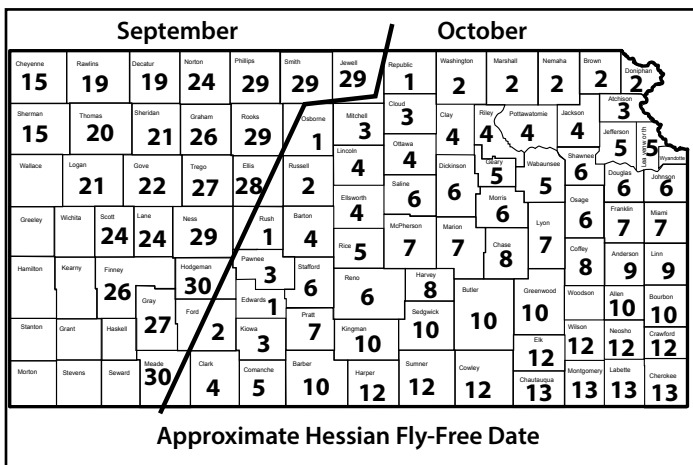 September October
Cheyenne Rawlins Decatur Norton Phillips Smith Jewell Republic Washington Marshall Nemaha Brown Doniphan
15 19 19 24 29 29 29 1 2 2 2 2 2
Atchison
3
Sherman Thomas Sheridan Graham Rooks Osborne Mitchell Cloud Clay Riley Pottawatomie Jackson Jefferson Leavenworth
15 20 21 26 29 1 3 3 4 4 4 4 5 5
Wyandotte
Lincoln Ottawa
4 4
Wallace Logan Gove Trego Ellis Russell Dickinson Geary Wabaunsee Shawnee Douglas Johnson
21 22 27 28 2 6 5 5 6 6 6
Ellsworth Saline Morris Osage
4 6 6 6
Greeley Wichita Scott Lane Ness Rush Barton McPherson Marion Lyon Franklin Miami
24 24 29 1 4 7 7 7 7 7
Rice Chase Coffey Anderson Linn
5 8 8 9 9
Hamilton Kearny Finney Hodgeman Pawnee Stafford Reno Harvey Butler Greenwood Woodson Allen Bourbon
26 30 3 6 6 8 10 10 10 10
Gray Ford Edwards Sedgwick
27 2 1 10
Stanton Grant Haskell Kiowa Pratt Kingman Elk Wilson Neosho Crawford
3 7 10 12 12 12 12
Morton Stevens Seward Meade Clark Comanche Barber Harper Sumner Cowley Chautauqua Montgomery Labette Cherokee
30 4 5 10 12 12 12 13 13 13 13
Approximate Hessian Fly-Free Date